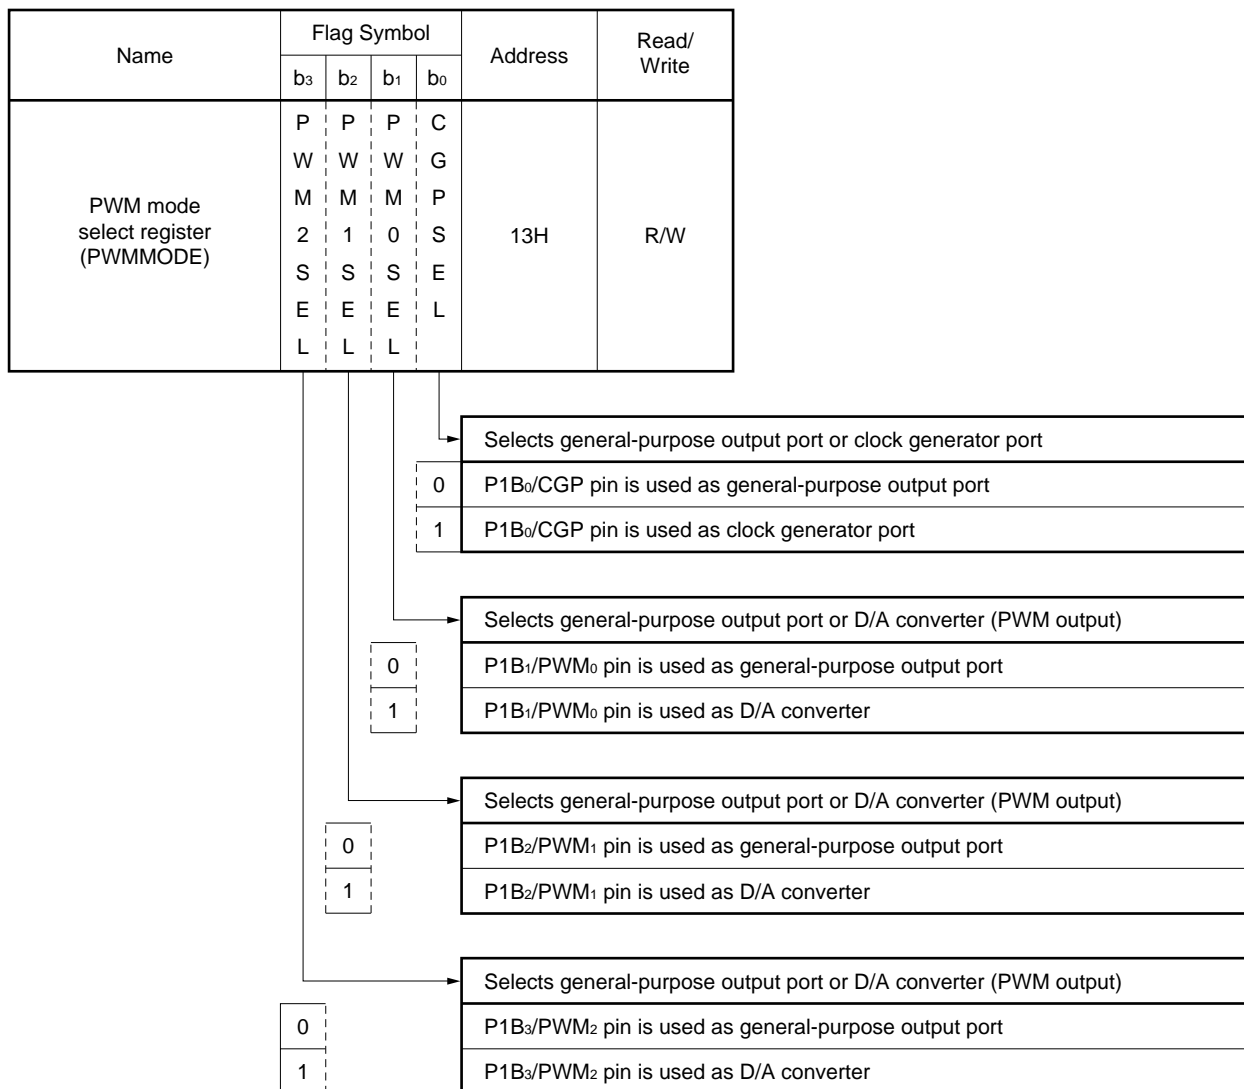 Name
Flag Symbol
Address
Read/
Write
b3 b2 b1 b0
PWM mode
select register
(PWMMODE)
PWM2SEL
PWM1SEL
PWM0SEL
CGPSEL
13H
R/W
Selects general-purpose output port or clock generator port
0 P1B0/CGP pin is used as general-purpose output port
1 P1B0/CGP pin is used as clock generator port
Selects general-purpose output port or D/A converter (PWM output)
0 P1B1/PWM0 pin is used as general-purpose output port
1 P1B1/PWM0 pin is used as D/A converter
Selects general-purpose output port or D/A converter (PWM output)
0 P1B2/PWM1 pin is used as general-purpose output port
1 P1B2/PWM1 pin is used as D/A converter
Selects general-purpose output port or D/A converter (PWM output)
0 P1B3/PWM2 pin is used as general-purpose output port
1 P1B3/PWM2 pin is used as D/A converter